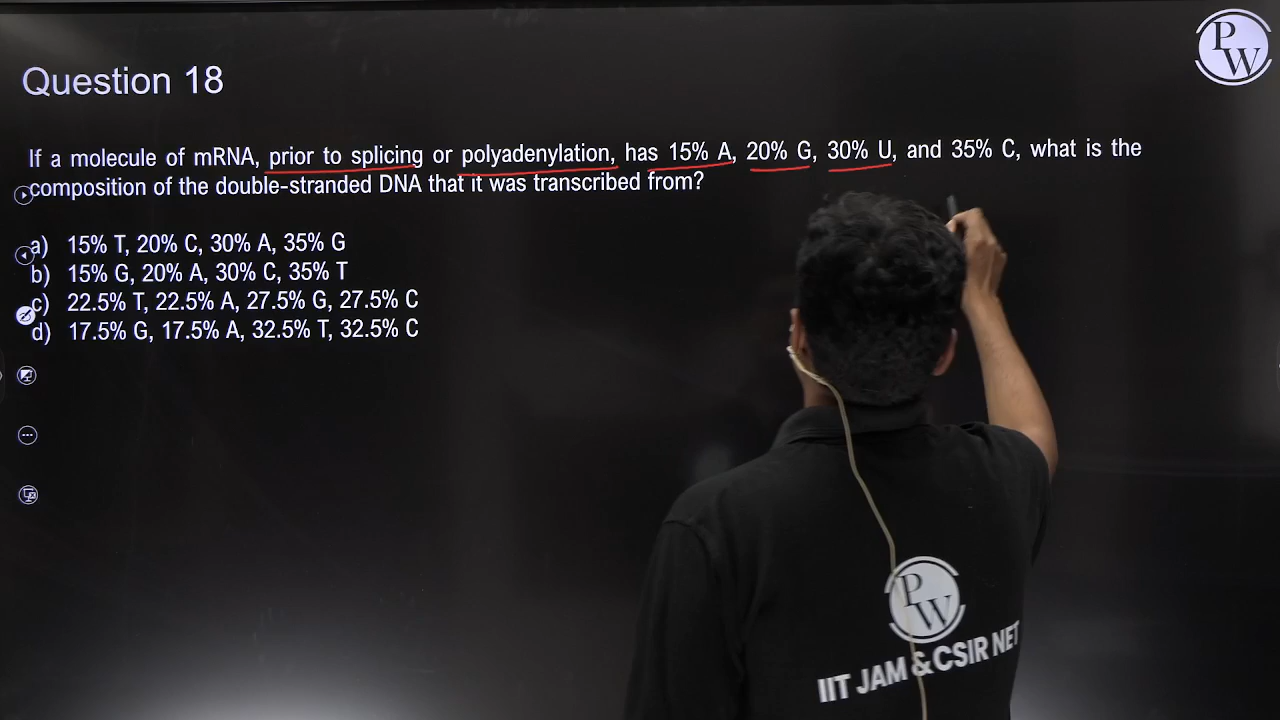 PW
Question 18
If a molecule of mRNA, prior to splicing or polyadenylation, has 15% A, 20% G, 30% U, and 35% C, what is the
composition of the double-stranded DNA that it was transcribed from?
a) 15% T, 20% C, 30% A, 35% G
b) 15% G, 20% A, 30% C, 35% T
c) 22.5% T, 22.5% A, 27.5% G, 27.5% C
d) 17.5% G, 17.5% A, 32.5% T, 32.5% C
PW
IIT JAM & CSIR NET